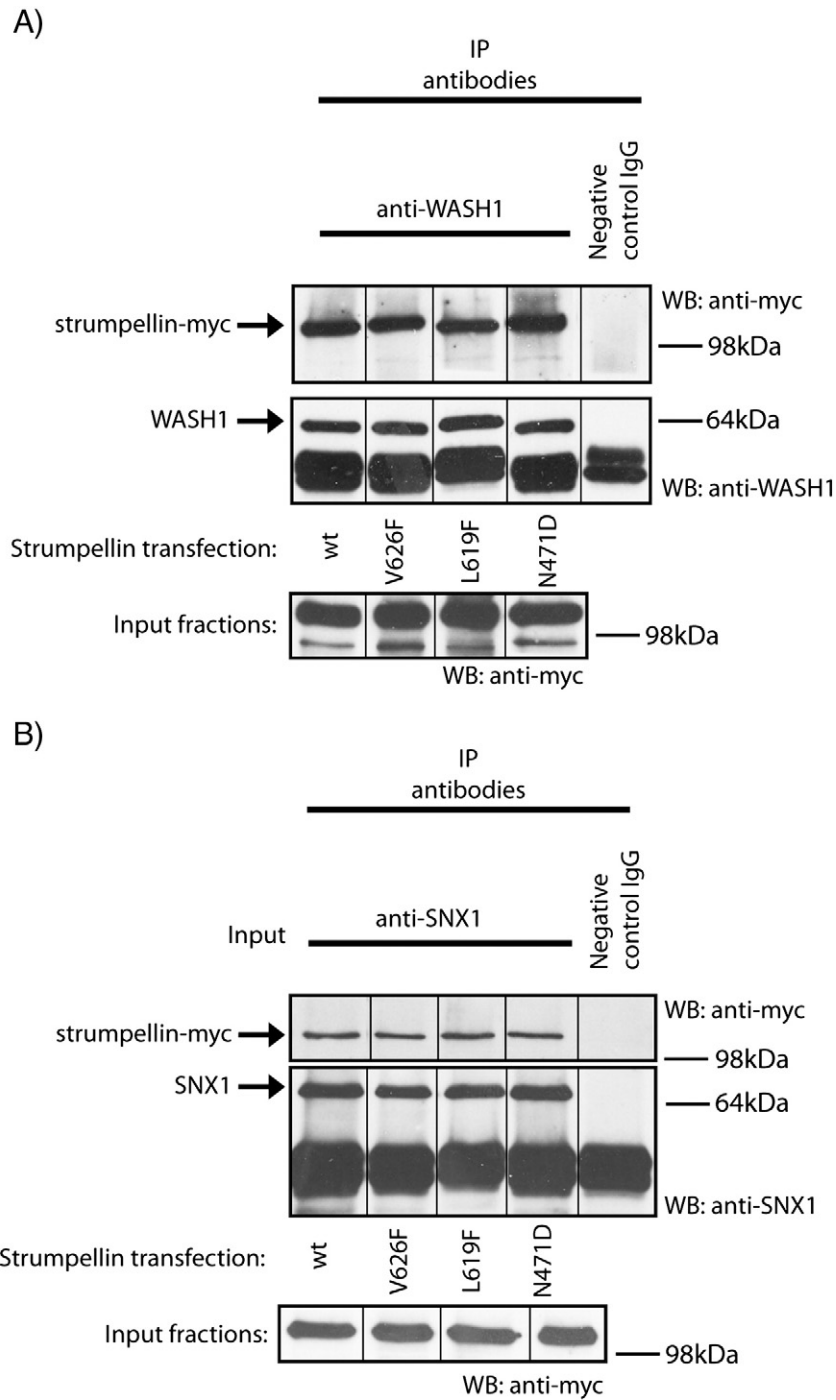 A)
IP
antibodies
anti-WASH1
Negative
control IgG
strumpellin-myc
WB: anti-myc
98kDa
WASH1
64kDa
WB: anti-WASH1
Strumpellin transfection:
wt
V626F
L619F
N471D
Input fractions:
98kDa
WB: anti-myc
B)
IP
antibodies
Input
anti-SNX1
Negative
control IgG
strumpellin-myc
WB: anti-myc
98kDa
SNX1
64kDa
WB: anti-SNX1
Strumpellin transfection:
wt
V626F
L619F
N471D
Input fractions:
98kDa
WB: anti-myc